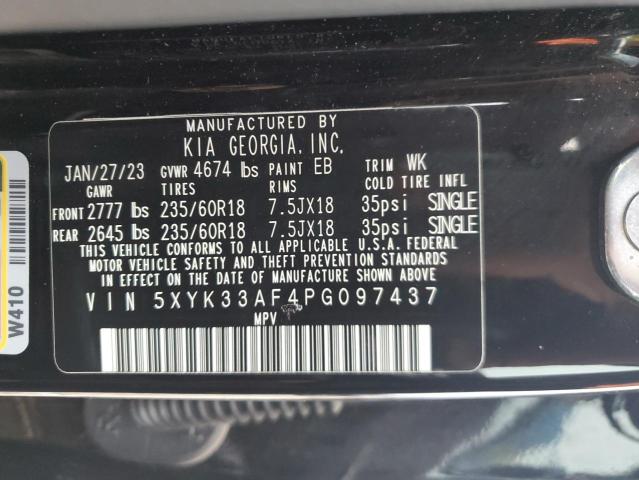 MANUFACTURED BY
KIA GEORGIA, INC.
JAN/27/23 GVWR 4674 lbs PAINT EB TRIM WK
GAWR TIRES RIMS COLD TIRE INFL
FRONT 2777 lbs 235/60R18 7.5JX18 35psi SINGLE
REAR 2645 lbs 235/60R18 7.5JX18 35psi SINGLE
THIS VEHICLE CONFORMS TO ALL APPLICABLE U.S.A. FEDERAL
MOTOR VEHICLE SAFETY AND THEFT PREVENTION STANDARDS
IN EFFECT ON THE DATE OF MANUFACTURE SHOWN ABOVE.
VIN 5XYK33AF4PG097437
MPV
W410